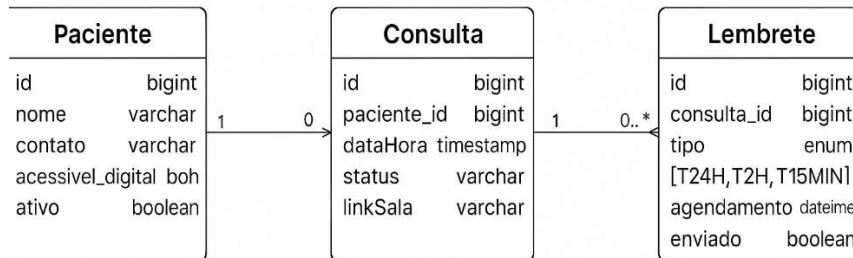 Paciente
id bigint
nome varchar
contato varchar
acessivel_digital boh
ativo boolean
1 0
Consulta
id bigint
paciente_id bigint
dataHora timestamp
status varchar
linkSala varchar
1 0..*
Lembrete
id bigint
consulta_id bigint
tipo enum
[T24H,T2H,T15MIN]
agendamento dateime
enviado boolean